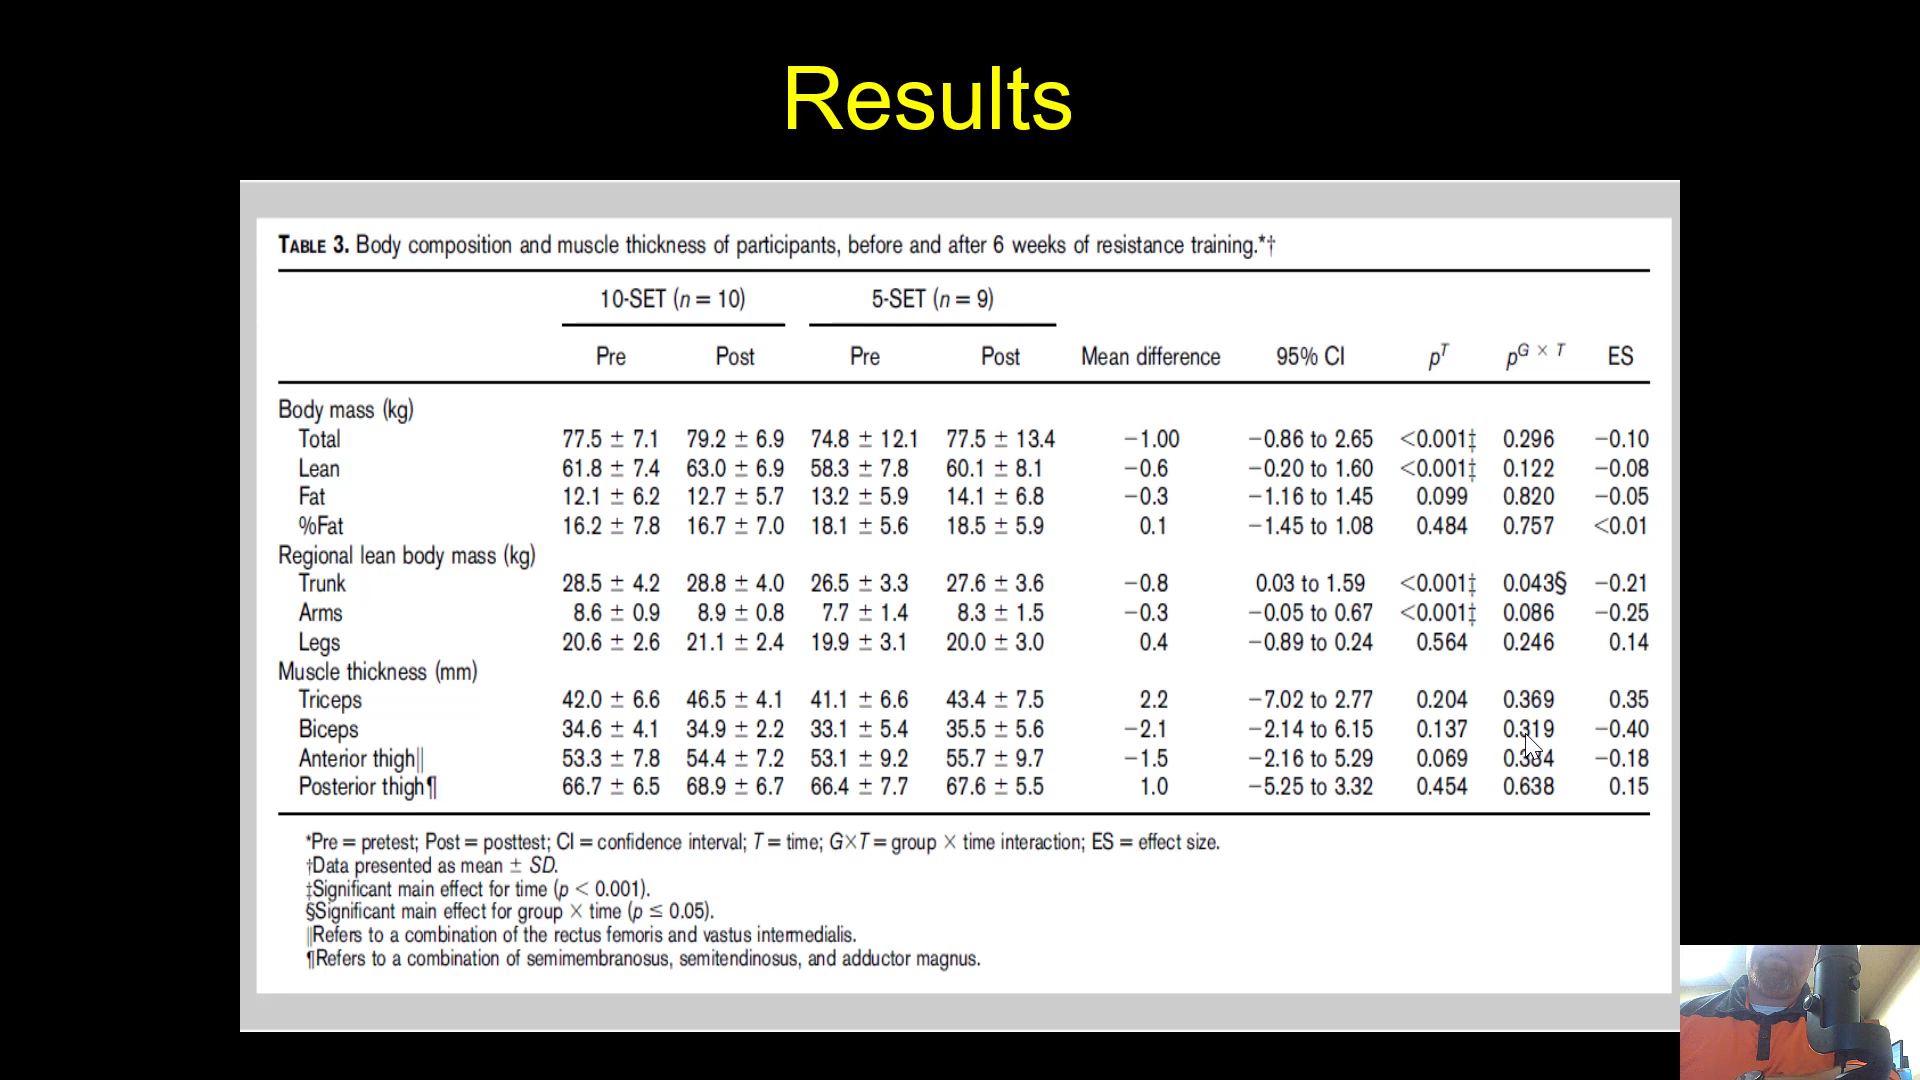 Results
TABLE 3. Body composition and muscle thickness of participants, before and after 6 weeks of resistance training.*†
10-SET (n = 10) 5-SET (n = 9)
Pre Post Pre Post Mean difference 95% CI pT pG × T ES
Body mass (kg)
Total 77.5 ± 7.1 79.2 ± 6.9 74.8 ± 12.1 77.5 ± 13.4 −1.00 −0.86 to 2.65 <0.001‡ 0.296 −0.10
Lean 61.8 ± 7.4 63.0 ± 6.9 58.3 ± 7.8 60.1 ± 8.1 −0.6 −0.20 to 1.60 <0.001‡ 0.122 −0.08
Fat 12.1 ± 6.2 12.7 ± 5.7 13.2 ± 5.9 14.1 ± 6.8 −0.3 −1.16 to 1.45 0.099 0.820 −0.05
%Fat 16.2 ± 7.8 16.7 ± 7.0 18.1 ± 5.6 18.5 ± 5.9 0.1 −1.45 to 1.08 0.484 0.757 <0.01
Regional lean body mass (kg)
Trunk 28.5 ± 4.2 28.8 ± 4.0 26.5 ± 3.3 27.6 ± 3.6 −0.8 0.03 to 1.59 <0.001‡ 0.043§ −0.21
Arms 8.6 ± 0.9 8.9 ± 0.8 7.7 ± 1.4 8.3 ± 1.5 −0.3 −0.05 to 0.67 <0.001‡ 0.086 −0.25
Legs 20.6 ± 2.6 21.1 ± 2.4 19.9 ± 3.1 20.0 ± 3.0 0.4 −0.89 to 0.24 0.564 0.246 0.14
Muscle thickness (mm)
Triceps 42.0 ± 6.6 46.5 ± 4.1 41.1 ± 6.6 43.4 ± 7.5 2.2 −7.02 to 2.77 0.204 0.369 0.35
Biceps 34.6 ± 4.1 34.9 ± 2.2 33.1 ± 5.4 35.5 ± 5.6 −2.1 −2.14 to 6.15 0.137 0.319 −0.40
Anterior thigh‖ 53.3 ± 7.8 54.4 ± 7.2 53.1 ± 9.2 55.7 ± 9.7 −1.5 −2.16 to 5.29 0.069 −0.18
Posterior thigh¶ 66.7 ± 6.5 68.9 ± 6.7 66.4 ± 7.7 67.6 ± 5.5 1.0 −5.25 to 3.32 0.454 0.638 0.15
*Pre = pretest; Post = posttest; CI = confidence interval; T = time; G×T = group × time interaction; ES = effect size.
†Data presented as mean ± SD.
‡Significant main effect for time (p < 0.001).
§Significant main effect for group × time (p ≤ 0.05).
‖Refers to a combination of the rectus femoris and vastus intermedialis.
¶Refers to a combination of semimembranosus, semitendinosus, and adductor magnus.